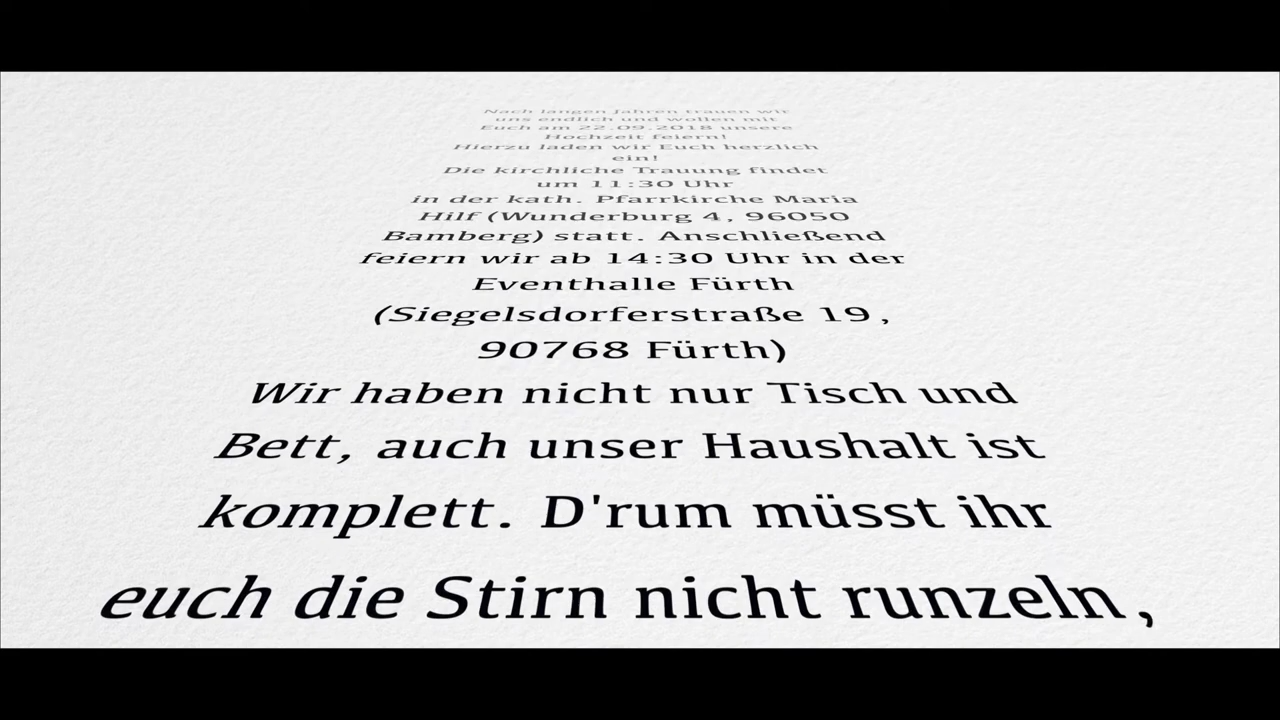 Nach langen Jahren trauen wir
uns endlich und wollen mit
Euch am 22.09.2018 unsere
Hochzeit feiern!
Hierzu laden wir Euch herzlich
ein!
Die kirchliche Trauung findet
um 11:30 Uhr
in der kath. Pfarrkirche Maria
Hilf (Wunderburg 4, 96050
Bamberg) statt. Anschließend
feiern wir ab 14:30 Uhr in der
Eventhalle Fürth
(Siegelsdorferstraße 19,
90768 Fürth)
Wir haben nicht nur Tisch und
Bett, auch unser Haushalt ist
komplett. D'rum müsst ihr
euch die Stirn nicht runzeln,